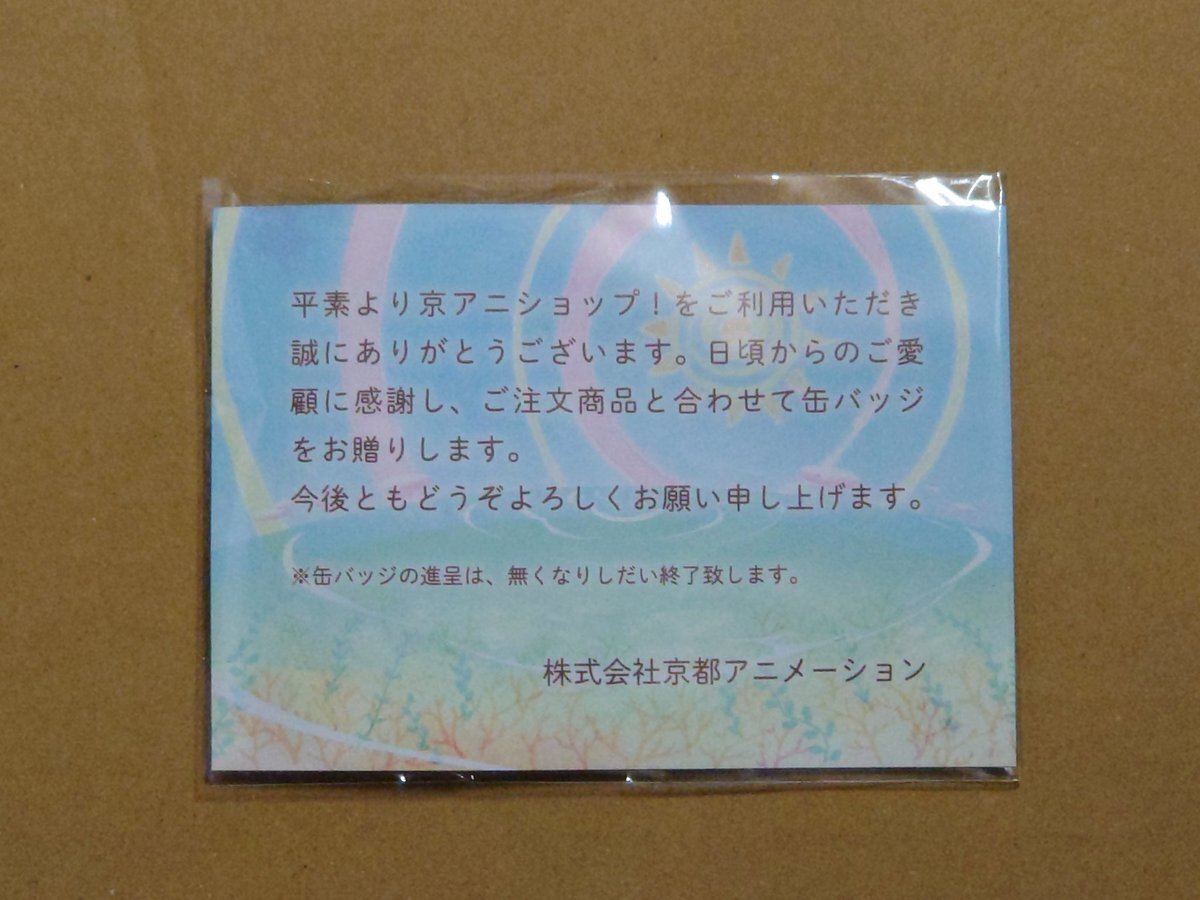 平素より京アニショップ！をご利用いただき
誠にありがとうございます。日頃からのご愛
顧に感謝し、ご注文商品と合わせて缶バッジ
をお贈りします。
今後ともどうぞよろしくお願い申し上げます。
※缶バッジの進呈は、無くなりしだい終了致します。
株式会社京都アニメーション